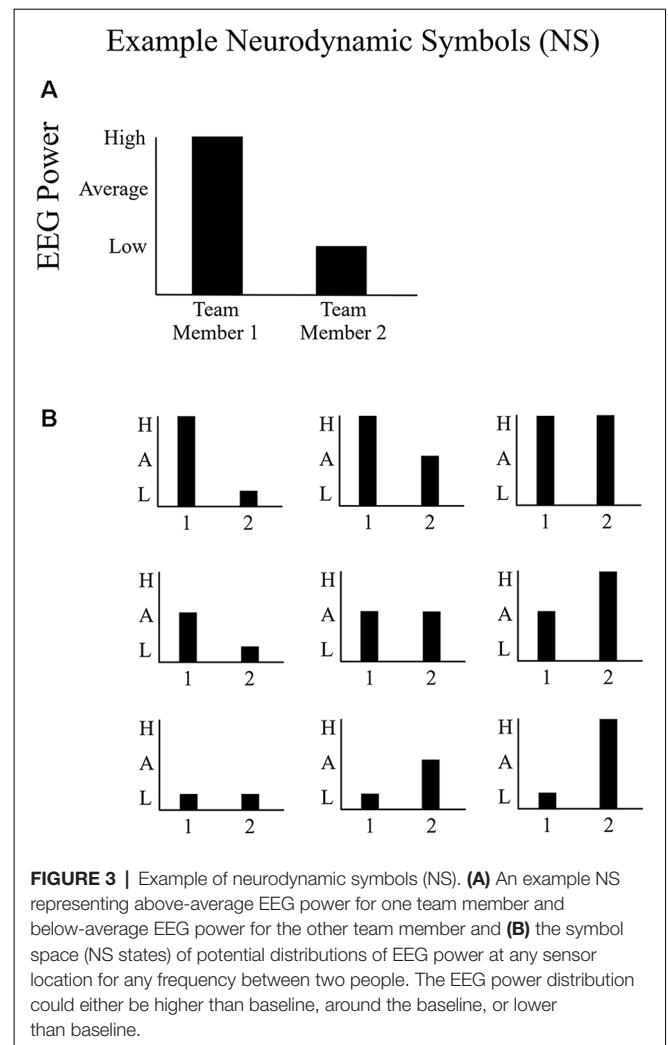 Example Neurodynamic Symbols (NS)
A
EEG Power
High
Average
Low
Team
Member 1
Team
Member 2
B
H
A
L
1 2
H
A
L
1 2
H
A
L
1 2
H
A
L
1 2
H
A
L
1 2
H
A
L
1 2
H
A
L
1 2
H
A
L
1 2
H
A
L
1 2
FIGURE 3 | Example of neurodynamic symbols (NS). (A) An example NS
representing above-average EEG power for one team member and
below-average EEG power for the other team member and (B) the symbol
space (NS states) of potential distributions of EEG power at any sensor
location for any frequency between two people. The EEG power distribution
could either be higher than baseline, around the baseline, or lower
than baseline.